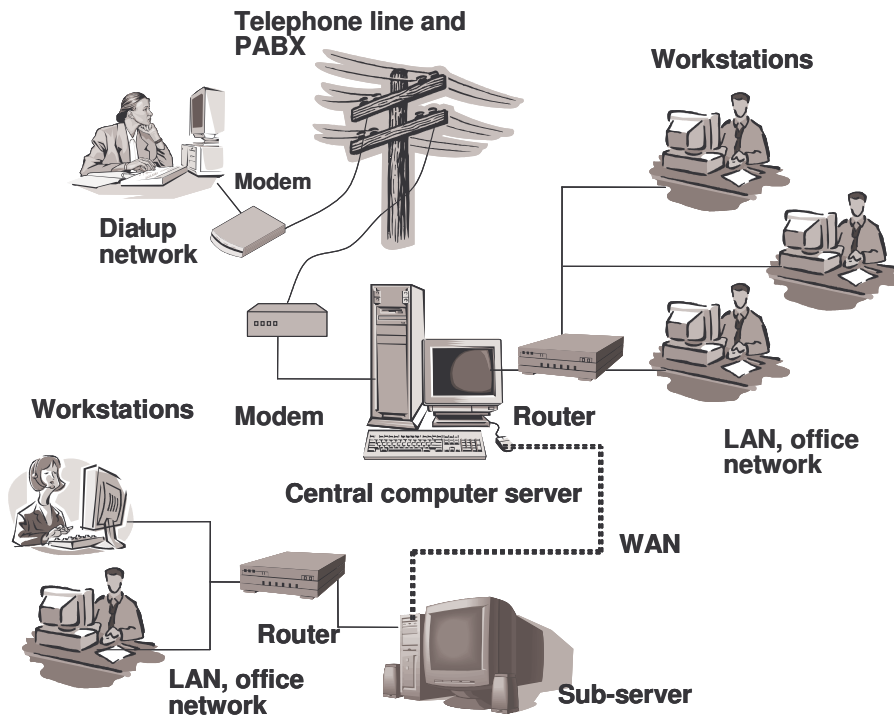 Telephone line and
PABX
Workstations
Modem
Dialup
network
Workstations
Modem
Router
LAN, office
network
Central computer server
WAN
Router
LAN, office
network
Sub-server